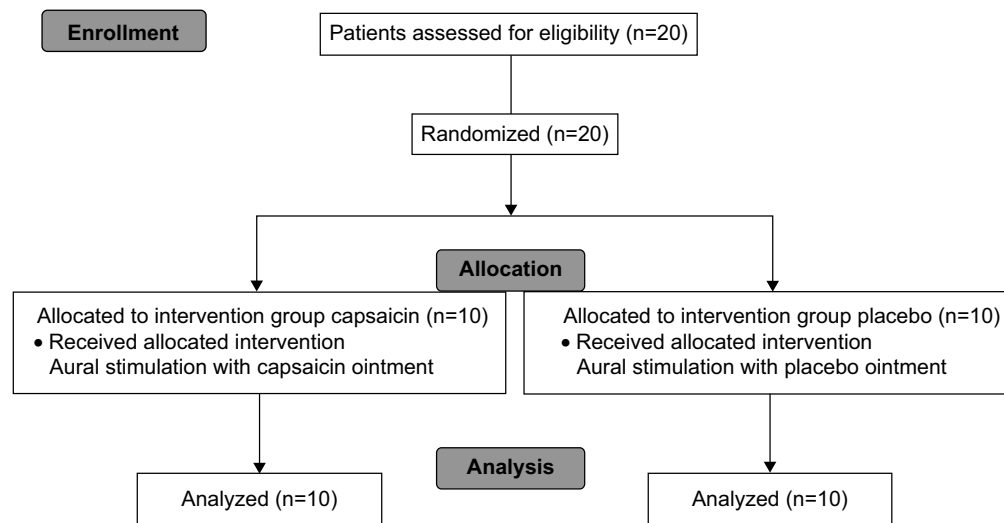 Enrollment
Patients assessed for eligibility (n=20)
Randomized (n=20)
Allocation
Allocated to intervention group capsaicin (n=10)
• Received allocated intervention
Aural stimulation with capsaicin ointment
Allocated to intervention group placebo (n=10)
• Received allocated intervention
Aural stimulation with placebo ointment
Analysis
Analyzed (n=10)
Analyzed (n=10)